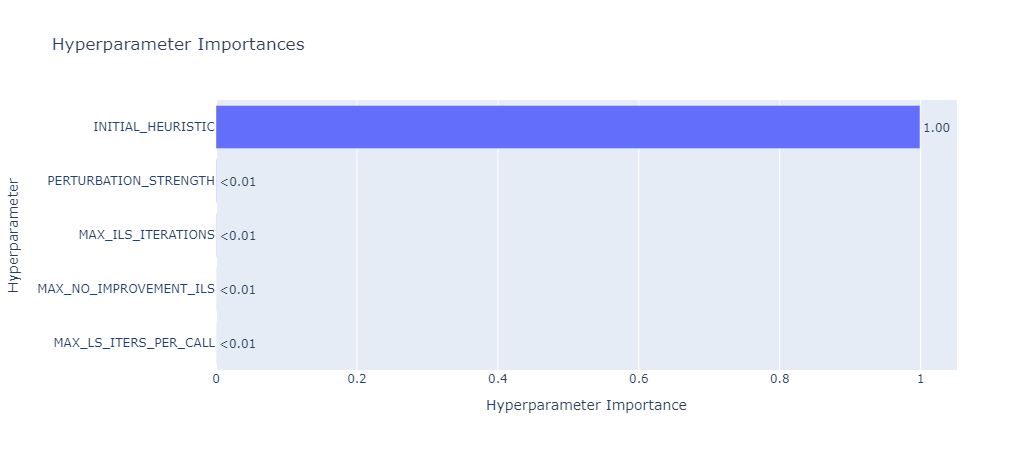 Hyperparameter Importances
Hyperparameter
INITIAL_HEURISTIC 1.00
PERTURBATION_STRENGTH <0.01
MAX_ILS_ITERATIONS <0.01
MAX_NO_IMPROVEMENT_ILS <0.01
MAX_LS_ITERS_PER_CALL <0.01
0 0.2 0.4 0.6 0.8 1
Hyperparameter Importance